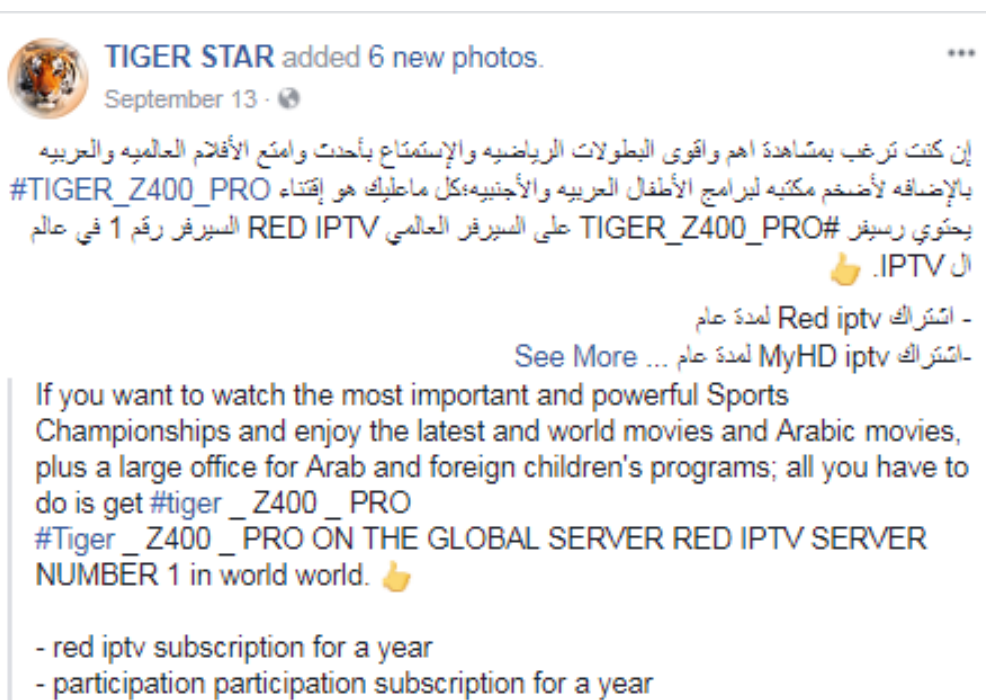 TIGER STAR added 6 new photos.
September 13 ·
إن كنت ترغب بمشاهدة اهم واقوى البطولات الرياضيه والإستمتاع بأحدث وامتع الأفلام العالميه والعربيه
بالإضافه لأضخم مكتبه لبرامج الأطفال العربيه والأجنبيه؛كل ماعليك هو إقتناء #TIGER_Z400_PRO
يحتوي رسيفر #TIGER_Z400_PRO على السيرفر العالمي RED IPTV السيرفر رقم 1 في عالم
ال IPTV. 👍
- اشتراك Red iptv لمدة عام
-اشتراك MyHD iptv لمدة عام ... See More
If you want to watch the most important and powerful Sports
Championships and enjoy the latest and world movies and Arabic movies,
plus a large office for Arab and foreign children's programs; all you have to
do is get #tiger _ Z400 _ PRO
#Tiger _ Z400 _ PRO ON THE GLOBAL SERVER RED IPTV SERVER
NUMBER 1 in world world. 👍
- red iptv subscription for a year
- participation participation subscription for a year